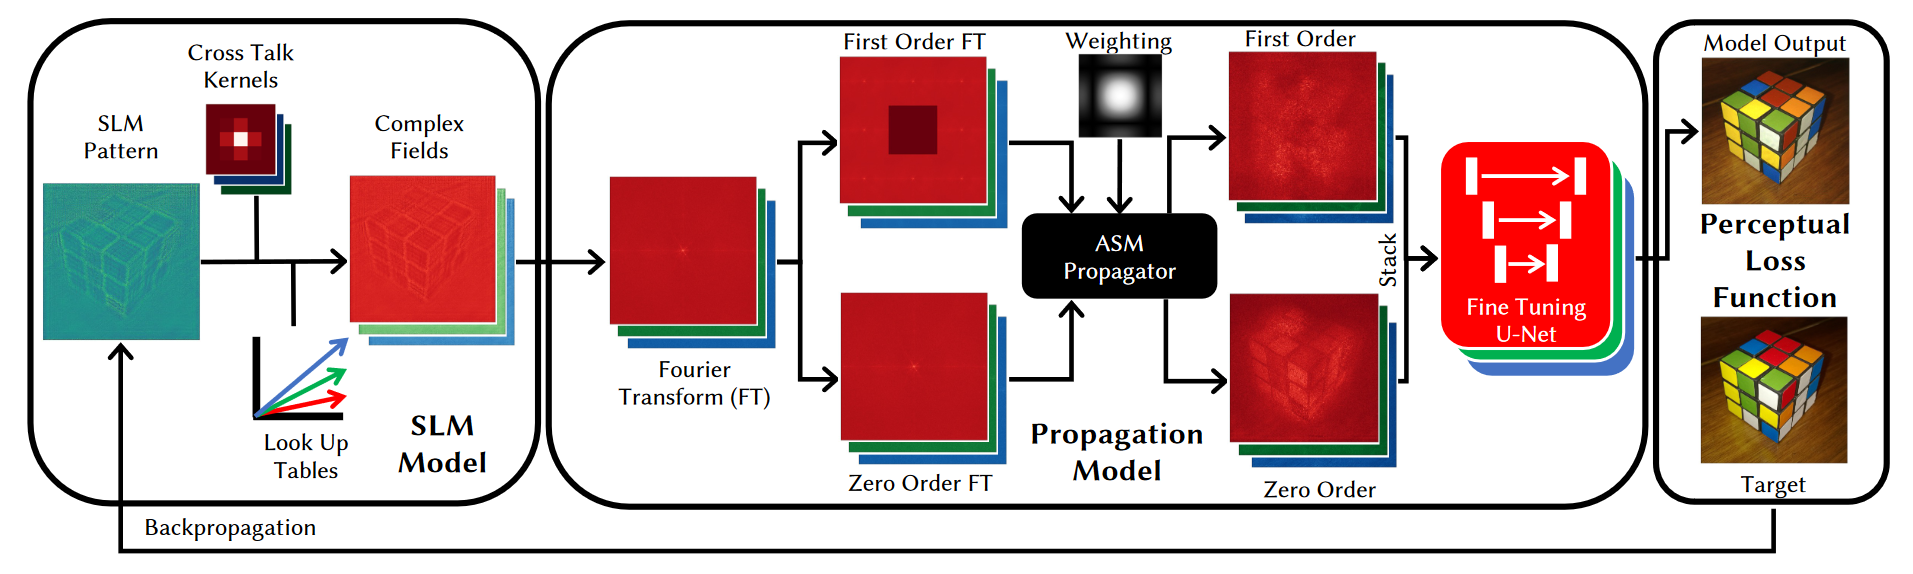 Cross Talk
Kernels
SLM
Pattern
Complex
Fields
Look Up
Tables
SLM
Model
Backpropagation
Fourier
Transform (FT)
First Order FT
Zero Order FT
Weighting
ASM
Propagator
First Order
Zero Order
Propagation
Model
Stack
Fine Tuning
U-Net
Model Output
Perceptual
Loss
Function
Target